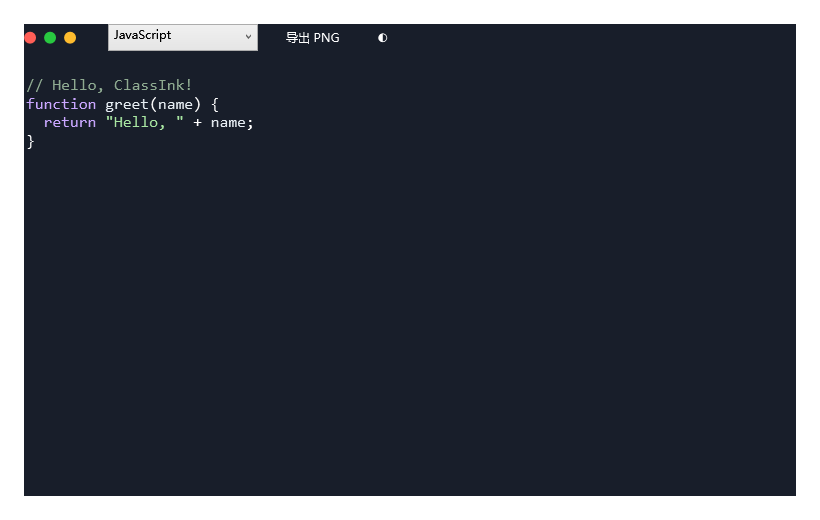 JavaScript 导出 PNG
// Hello, ClassInk!
function greet(name) {
  return "Hello, " + name;
}